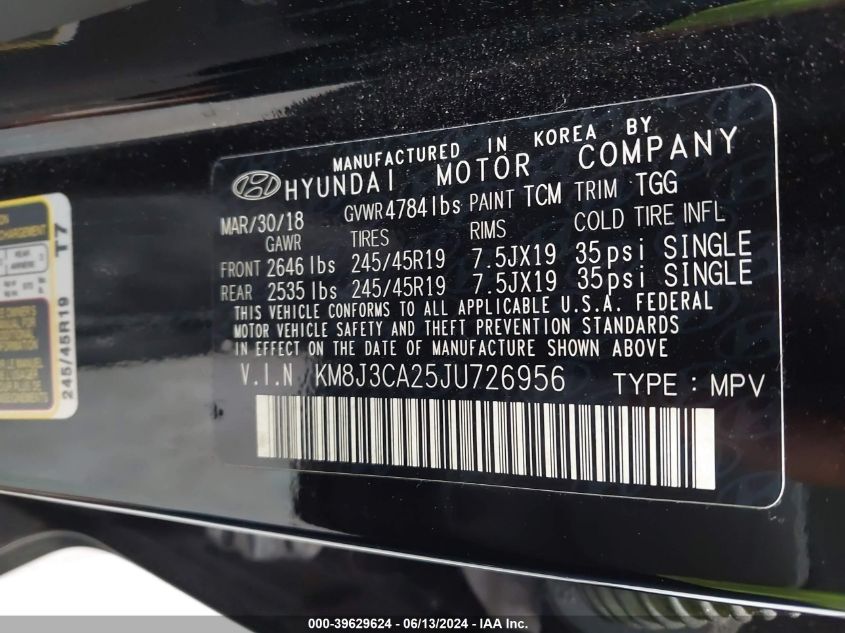 MANUFACTURED IN KOREA BY
HYUNDAI MOTOR COMPANY
MAR/30/18 GVWR 4784 lbs PAINT TCM TRIM TGG
GAWR TIRES RIMS COLD TIRE INFL
FRONT 2646 lbs 245/45R19 7.5JX19 35psi SINGLE
REAR 2535 lbs 245/45R19 7.5JX19 35psi SINGLE
THIS VEHICLE CONFORMS TO ALL APPLICABLE U.S.A. FEDERAL
MOTOR VEHICLE SAFETY AND THEFT PREVENTION STANDARDS
IN EFFECT ON THE DATE OF MANUFACTURE SHOWN ABOVE
V.I.N KM8J3CA25JU726956 TYPE : MPV
T7
245/45R19
000-39629624 - 06/13/2024 - IAA Inc.